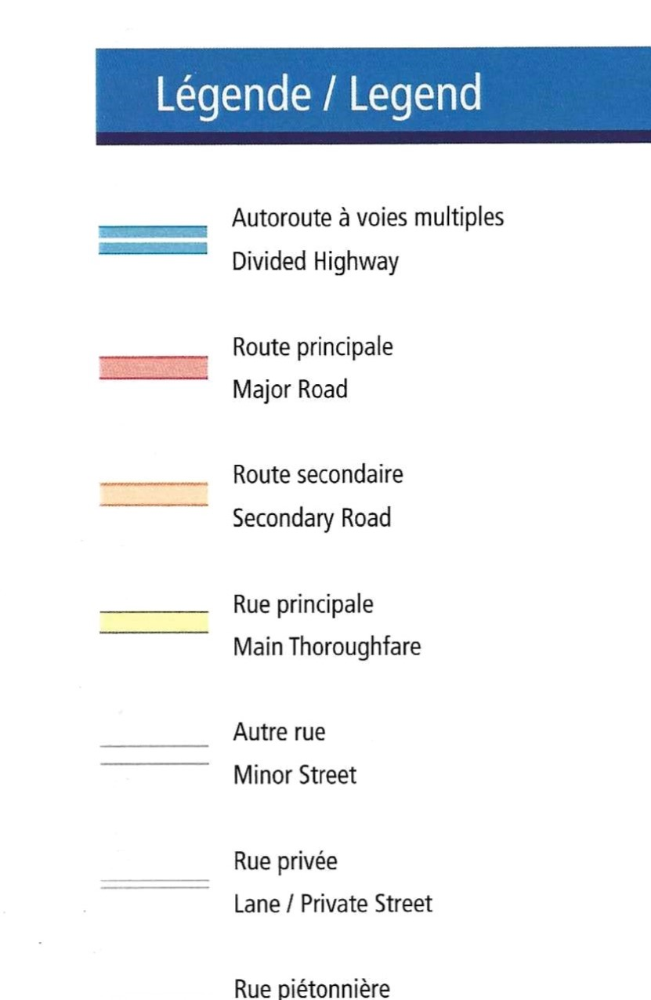 Légende / Legend
Autoroute à voies multiples
Divided Highway
Route principale
Major Road
Route secondaire
Secondary Road
Rue principale
Main Thoroughfare
Autre rue
Minor Street
Rue privée
Lane / Private Street
Rue piétonnière